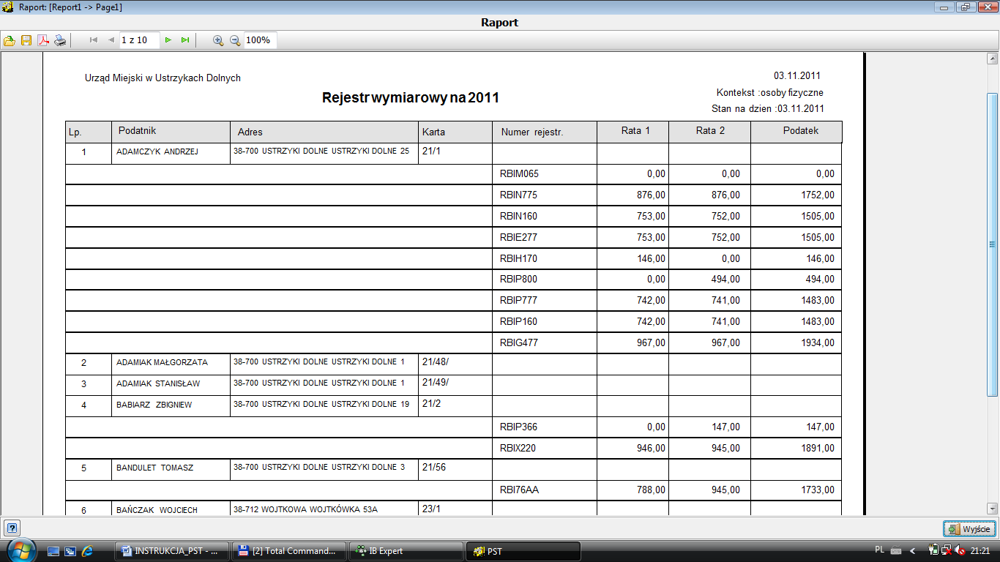 Raport: [Report1 -> Page1]
Raport
1 z 10 100%
Urząd Miejski w Ustrzykach Dolnych
03.11.2011
Rejestr wymiarowy na 2011
Kontekst :osoby fizyczne
Stan na dzien :03.11.2011
Lp. Podatnik Adres Karta Numer rejestr. Rata 1 Rata 2 Podatek
1 ADAMCZYK ANDRZEJ 38-700 USTRZYKI DOLNE USTRZYKI DOLNE 25 21/1
RBIM065 0,00 0,00 0,00
RBIN775 876,00 876,00 1752,00
RBIN160 753,00 752,00 1505,00
RBIE277 753,00 752,00 1505,00
RBIH170 146,00 0,00 146,00
RBIP800 0,00 494,00 494,00
RBIP777 742,00 741,00 1483,00
RBIP160 742,00 741,00 1483,00
RBIG477 967,00 967,00 1934,00
2 ADAMIAK MAŁGORZATA 38-700 USTRZYKI DOLNE USTRZYKI DOLNE 1 21/48/
3 ADAMIAK STANISŁAW 38-700 USTRZYKI DOLNE USTRZYKI DOLNE 1 21/49/
4 BABIARZ ZBIGNIEW 38-700 USTRZYKI DOLNE USTRZYKI DOLNE 19 21/2
RBIP366 0,00 147,00 147,00
RBIX220 946,00 945,00 1891,00
5 BANDULET TOMASZ 38-700 USTRZYKI DOLNE USTRZYKI DOLNE 3 21/56
RBI76AA 788,00 945,00 1733,00
6 BAŃCZAK WOJCIECH 38-712 WOJTKOWA WOJTKÓWKA 53A 23/1
? Wyjście
INSTRUKCJA_PST - ... [2] Total Command... IB Expert PST PL < 21:21